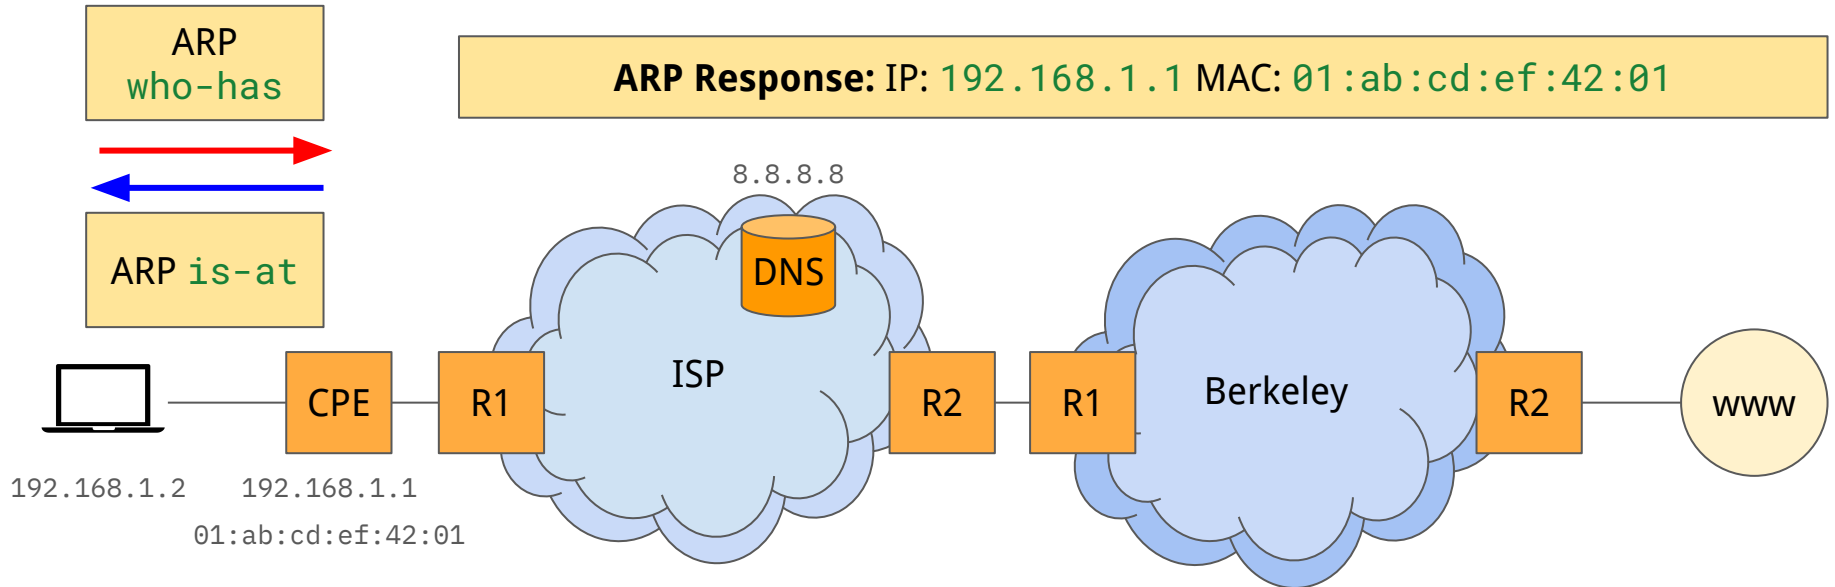 ARP
who-has
ARP Response: IP: 192.168.1.1 MAC: 01:ab:cd:ef:42:01
8.8.8.8
ARP is-at
DNS
ISP
Berkeley
CPE
R1
R2
R1
R2
www
192.168.1.2
192.168.1.1
01:ab:cd:ef:42:01